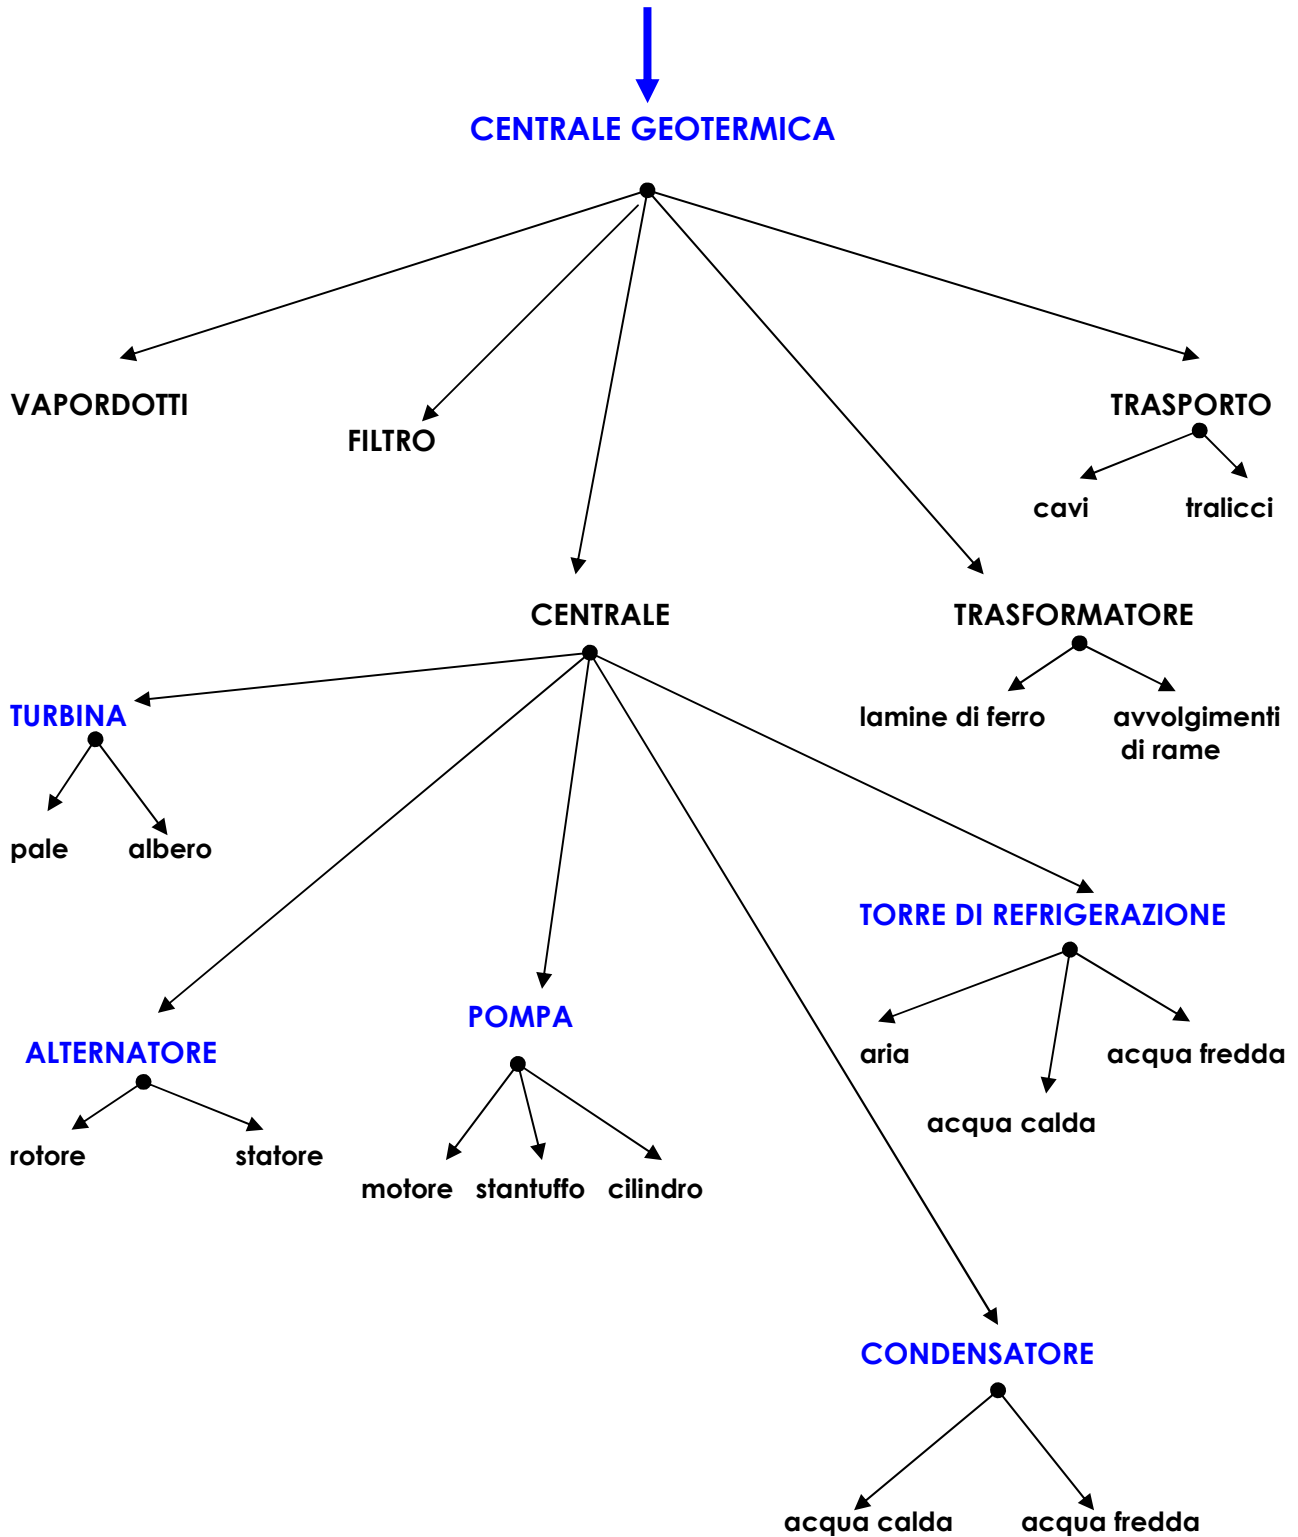 CENTRALE GEOTERMICA
VAPORDOTTI
FILTRO
TRASPORTO
cavi
tralicci
CENTRALE
TRASFORMATORE
lamine di ferro
avvolgimenti
di rame
TURBINA
pale
albero
TORRE DI REFRIGERAZIONE
aria
acqua calda
acqua fredda
ALTERNATORE
rotore
statore
POMPA
motore
stantuffo
cilindro
CONDENSATORE
acqua calda
acqua fredda